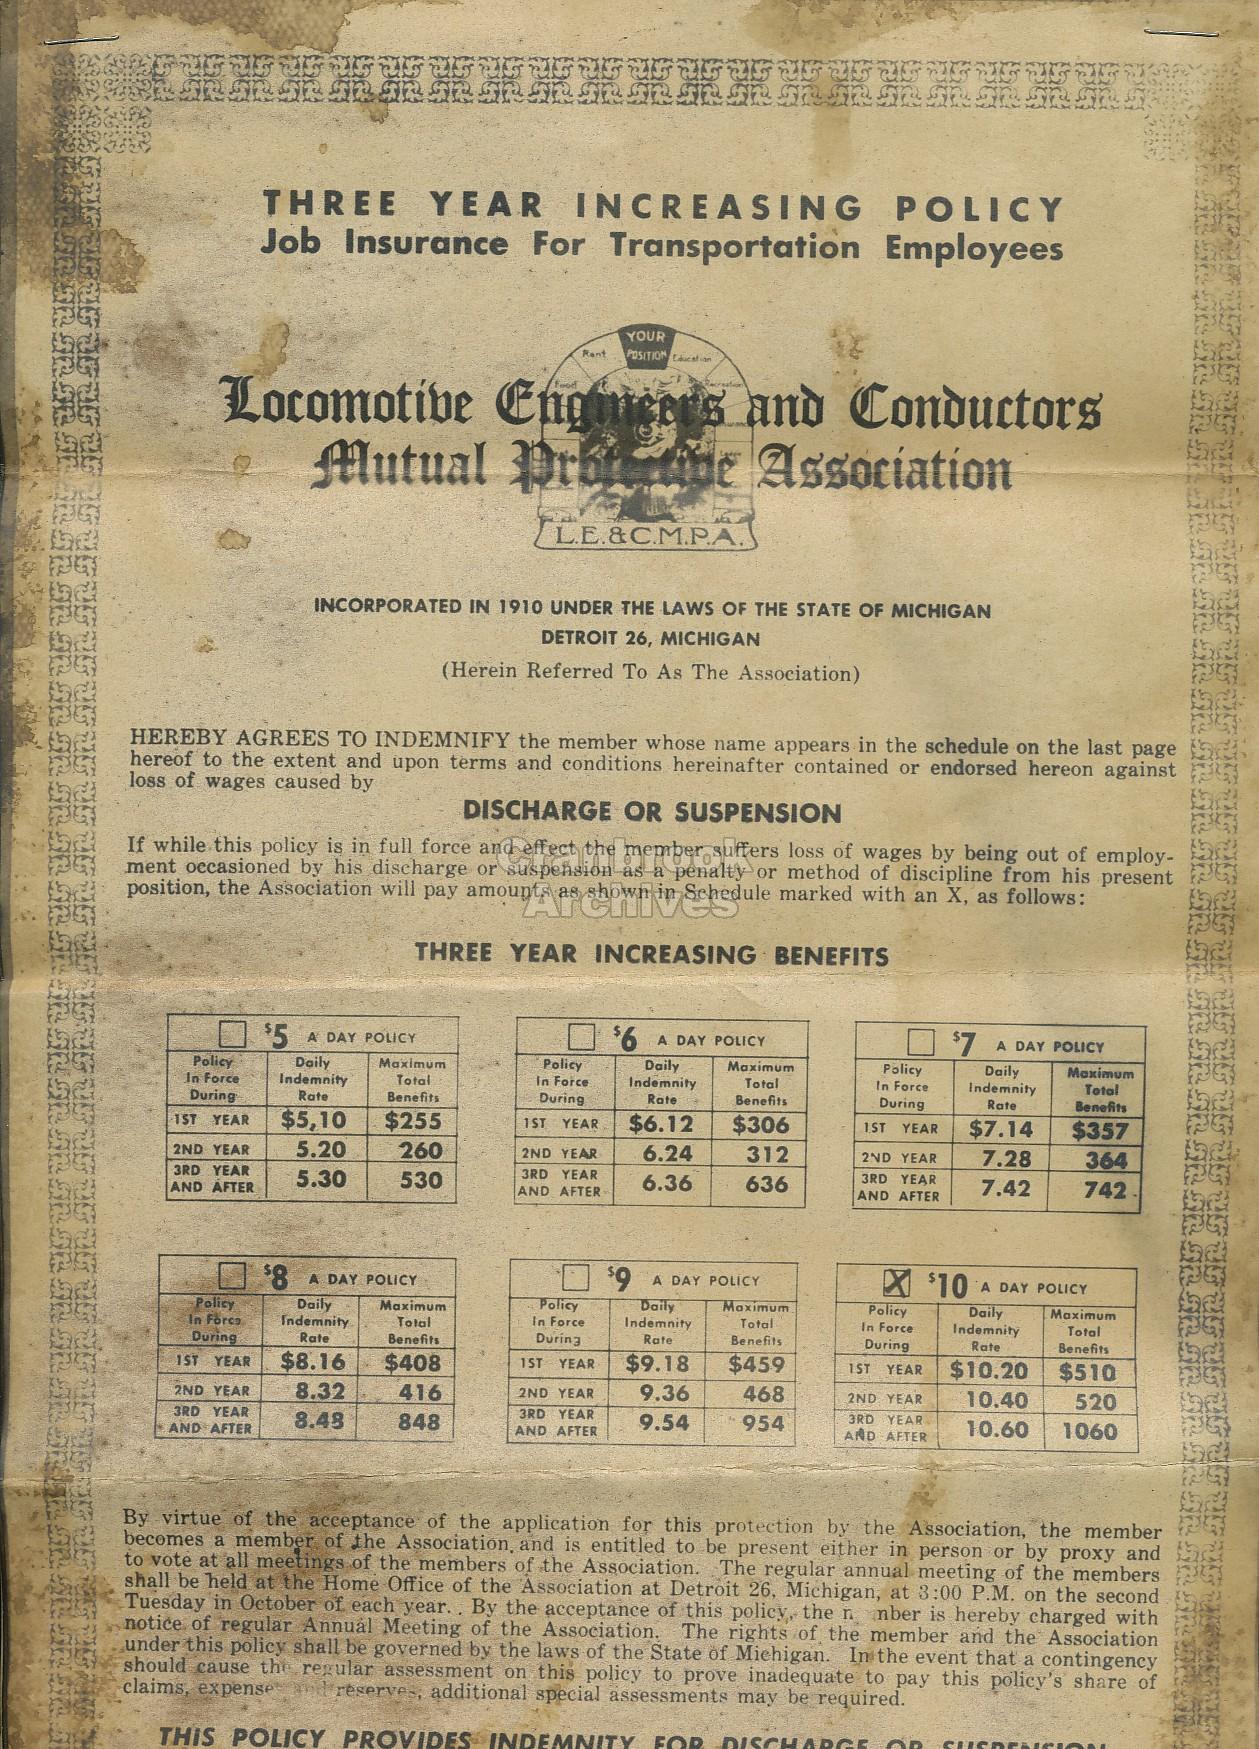 THREE YEAR INCREASING POLICY
Job Insurance For Transportation Employees
YOUR
POSITION
Rent
Education
Food
Recreation
Locomotive Engineers and Conductors
Mutual Protective Association
L.E.&C.M.P.A.
INCORPORATED IN 1910 UNDER THE LAWS OF THE STATE OF MICHIGAN
DETROIT 26, MICHIGAN
(Herein Referred To As The Association)
HEREBY AGREES TO INDEMNIFY the member whose name appears in the schedule on the last page
hereof to the extent and upon terms and conditions hereinafter contained or endorsed hereon against
loss of wages caused by
DISCHARGE OR SUSPENSION
If while this policy is in full force and effect the member suffers loss of wages by being out of employ-
ment occasioned by his discharge or suspension as a penalty or method of discipline from his present
position, the Association will pay amounts as shown in Schedule marked with an X, as follows:
Cranbrook
Archives
THREE YEAR INCREASING BENEFITS
$5 A DAY POLICY
Policy In Force During Daily Indemnity Rate Maximum Total Benefits
1ST YEAR $5,10 $255
2ND YEAR 5.20 260
3RD YEAR AND AFTER 5.30 530
$6 A DAY POLICY
Policy In Force During Daily Indemnity Rate Maximum Total Benefits
1ST YEAR $6.12 $306
2ND YEAR 6.24 312
3RD YEAR AND AFTER 6.36 636
$7 A DAY POLICY
Policy In Force During Daily Indemnity Rate Maximum Total Benefits
1ST YEAR $7.14 $357
2ND YEAR 7.28 364
3RD YEAR AND AFTER 7.42 742
$8 A DAY POLICY
Policy In Force During Daily Indemnity Rate Maximum Total Benefits
1ST YEAR $8.16 $408
2ND YEAR 8.32 416
3RD YEAR AND AFTER 8.48 848
$9 A DAY POLICY
Policy In Force During Daily Indemnity Rate Maximum Total Benefits
1ST YEAR $9.18 $459
2ND YEAR 9.36 468
3RD YEAR AND AFTER 9.54 954
X $10 A DAY POLICY
Policy In Force During Daily Indemnity Rate Maximum Total Benefits
1ST YEAR $10.20 $510
2ND YEAR 10.40 520
3RD YEAR AND AFTER 10.60 1060
By virtue of the acceptance of the application for this protection by the Association, the member
becomes a member of the Association and is entitled to be present either in person or by proxy and
to vote at all meetings of the members of the Association. The regular annual meeting of the members
shall be held at the Home Office of the Association at Detroit 26, Michigan, at 3:00 P.M. on the second
Tuesday in October of each year. By the acceptance of this policy, the member is hereby charged with
notice of regular Annual Meeting of the Association. The rights of the member and the Association
under this policy shall be governed by the laws of the State of Michigan. In the event that a contingency
should cause the regular assessment on this policy to prove inadequate to pay this policy's share of
claims, expense and reserves, additional special assessments may be required.
THIS POLICY PROVIDES INDEMNITY FOR DISCHARGE OR SUSPENSION